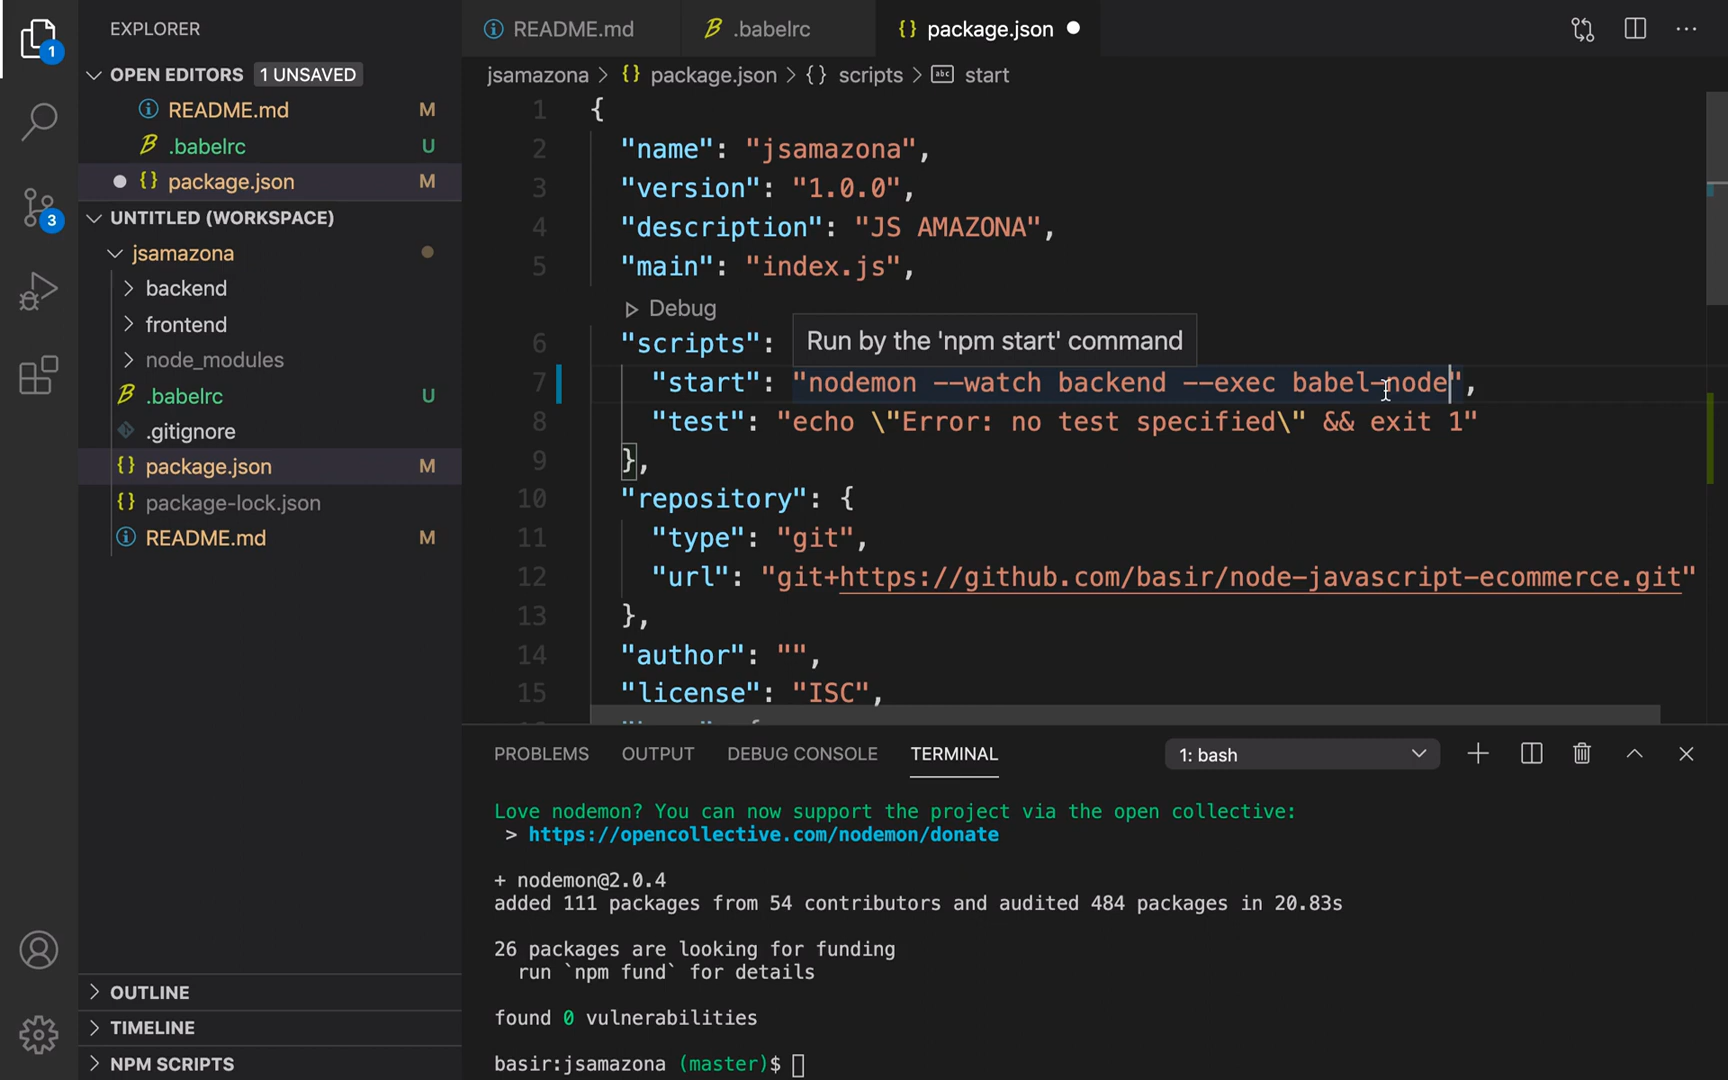 EXPLORER
OPEN EDITORS 1 UNSAVED
README.md M
.babelrc U
package.json M
UNTITLED (WORKSPACE)
jsamazona
backend
frontend
node_modules
.babelrc U
.gitignore
package.json M
package-lock.json
README.md M
OUTLINE
TIMELINE
NPM SCRIPTS
1
3
README.md .babelrc package.json
jsamazona > {} package.json > {} scripts > abc start
1 {
2 "name": "jsamazona",
3 "version": "1.0.0",
4 "description": "JS AMAZONA",
5 "main": "index.js",
Debug
Run by the 'npm start' command
6 "scripts":
7 "start": "nodemon --watch backend --exec babel-node",
8 "test": "echo \"Error: no test specified\" && exit 1"
9 },
10 "repository": {
11 "type": "git",
12 "url": "git+https://github.com/basir/node-javascript-ecommerce.git"
13 },
14 "author": "",
15 "license": "ISC",
PROBLEMS OUTPUT DEBUG CONSOLE TERMINAL 1: bash
Love nodemon? You can now support the project via the open collective:
> https://opencollective.com/nodemon/donate
+ nodemon@2.0.4
added 111 packages from 54 contributors and audited 484 packages in 20.83s
26 packages are looking for funding
run `npm fund` for details
found 0 vulnerabilities
basir:jsamazona (master)$